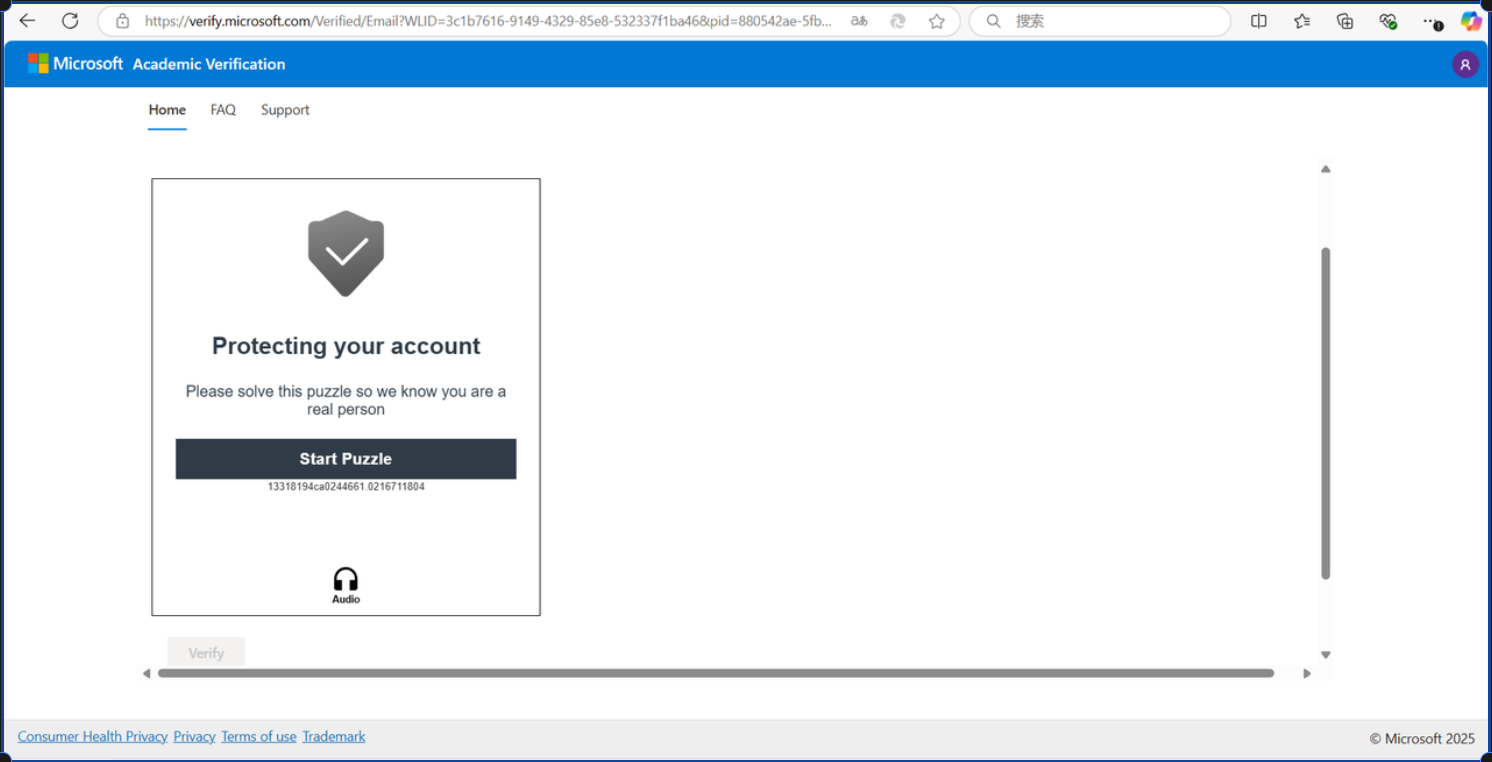 https://verify.microsoft.com/Verified/Email?WLID=3c1b7616-9149-4329-85e8-532337f1ba46&pid=880542ae-5fb...
搜索
Microsoft Academic Verification
Home FAQ Support
Protecting your account
Please solve this puzzle so we know you are a
real person
Start Puzzle
13318194ca0244661.0216711804
Audio
Verify
Consumer Health Privacy Privacy Terms of use Trademark
© Microsoft 2025